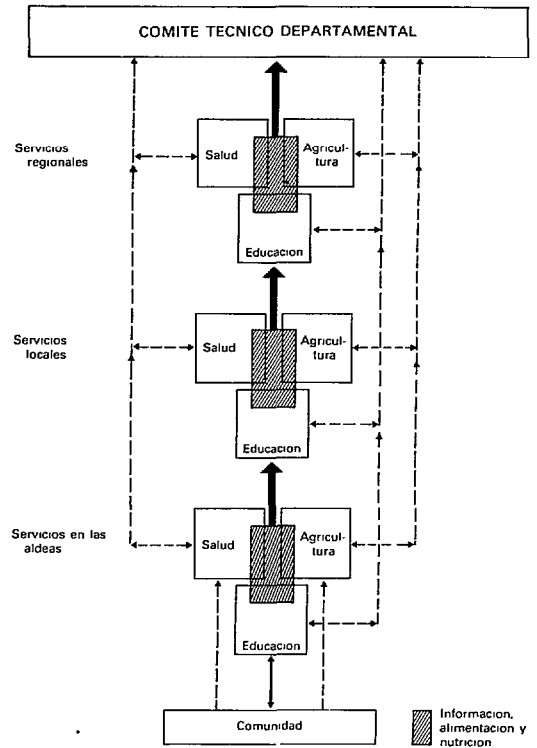 COMITE TECNICO DEPARTAMENTAL
Servicios
regionales
Salud
Agricul-
tura
Educacion
Servicios
locales
Salud
Agricul-
tura
Educacion
Servicios en las
aldeas
Salud
Agricul-
tura
Educacion
Comunidad
Informacion,
alimentacion y
nutricion